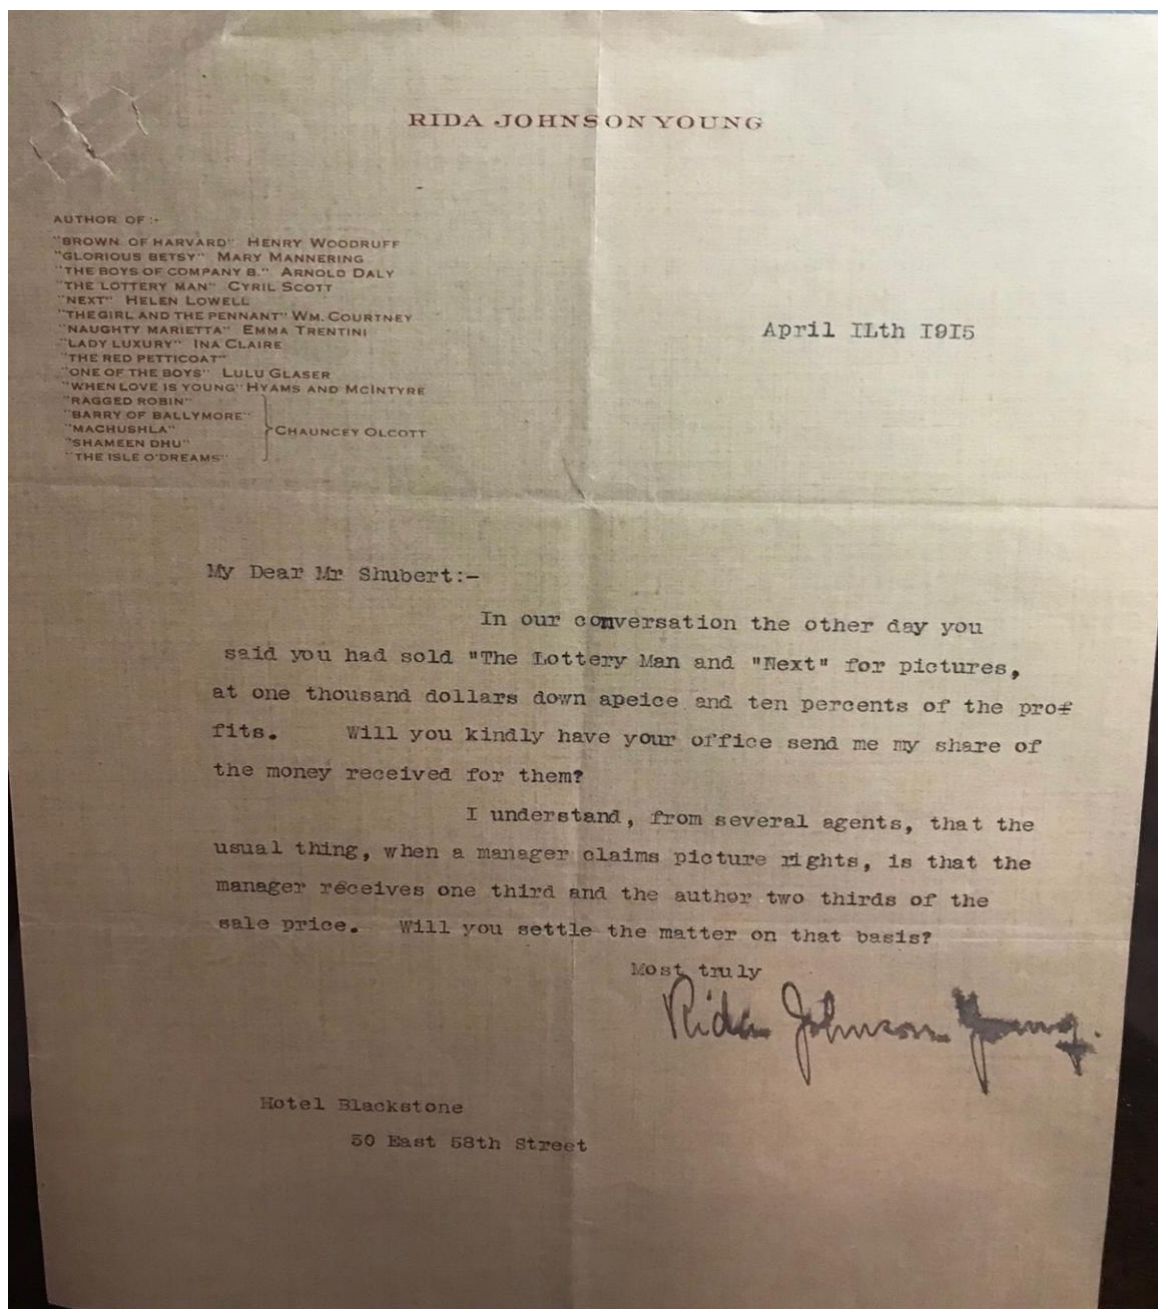 RIDA JOHNSON YOUNG
AUTHOR OF:-
"BROWN OF HARVARD" HENRY WOODRUFF
"GLORIOUS BETSY" MARY MANNERING
"THE BOYS OF COMPANY B." ARNOLD DALY
"THE LOTTERY MAN" CYRIL SCOTT
"NEXT" HELEN LOWELL
"THE GIRL AND THE PENNANT" WM. COURTNEY
"NAUGHTY MARIETTA" EMMA TRENTINI
"LADY LUXURY" INA CLAIRE
"THE RED PETTICOAT"
"ONE OF THE BOYS" LULU GLASER
"WHEN LOVE IS YOUNG" HYAMS AND MCINTYRE
"RAGGED ROBIN"
"BARRY OF BALLYMORE"
"MACHUSHLA"
"SHAMEEN DHU"
"THE ISLE O'DREAMS"
CHAUNCEY OLCOTT
April ILth I9I5
My Dear Mr Shubert:-
In our conversation the other day you
said you had sold "The Lottery Man and "Next" for pictures,
at one thousand dollars down apeice and ten percents of the prof
fits. Will you kindly have your office send me my share of
the money received for them?
I understand, from several agents, that the
usual thing, when a manager claims picture rights, is that the
manager receives one third and the author two thirds of the
sale price. Will you settle the matter on that basis?
Most truly
Rida Johnson Young.
Hotel Blackstone
50 East 58th Street